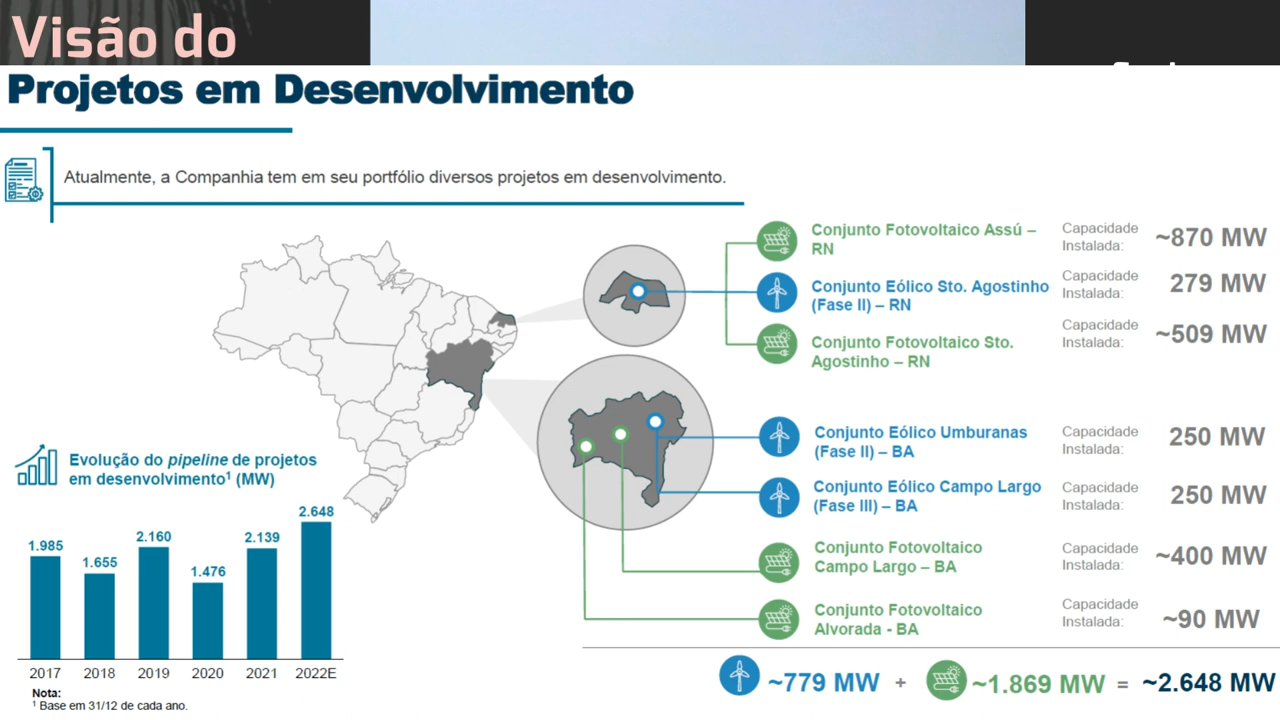 Visão do
Projetos em Desenvolvimento
Atualmente, a Companhia tem em seu portfólio diversos projetos em desenvolvimento.
Conjunto Fotovoltaico Assú –
RN
Capacidade
Instalada:
~870 MW
Conjunto Eólico Sto. Agostinho
(Fase II) – RN
Capacidade
Instalada:
279 MW
Conjunto Fotovoltaico Sto.
Agostinho – RN
Capacidade
Instalada:
~509 MW
Conjunto Eólico Umburanas
(Fase II) – BA
Capacidade
Instalada:
250 MW
Conjunto Eólico Campo Largo
(Fase III) – BA
Capacidade
Instalada:
250 MW
Conjunto Fotovoltaico
Campo Largo – BA
Capacidade
Instalada:
~400 MW
Conjunto Fotovoltaico
Alvorada - BA
Capacidade
Instalada:
~90 MW
~779 MW + ~1.869 MW = ~2.648 MW
Evolução do pipeline de projetos
em desenvolvimento¹ (MW)
1.985
1.655
2.160
1.476
2.139
2.648
2017 2018 2019 2020 2021 2022E
Nota:
¹ Base em 31/12 de cada ano.